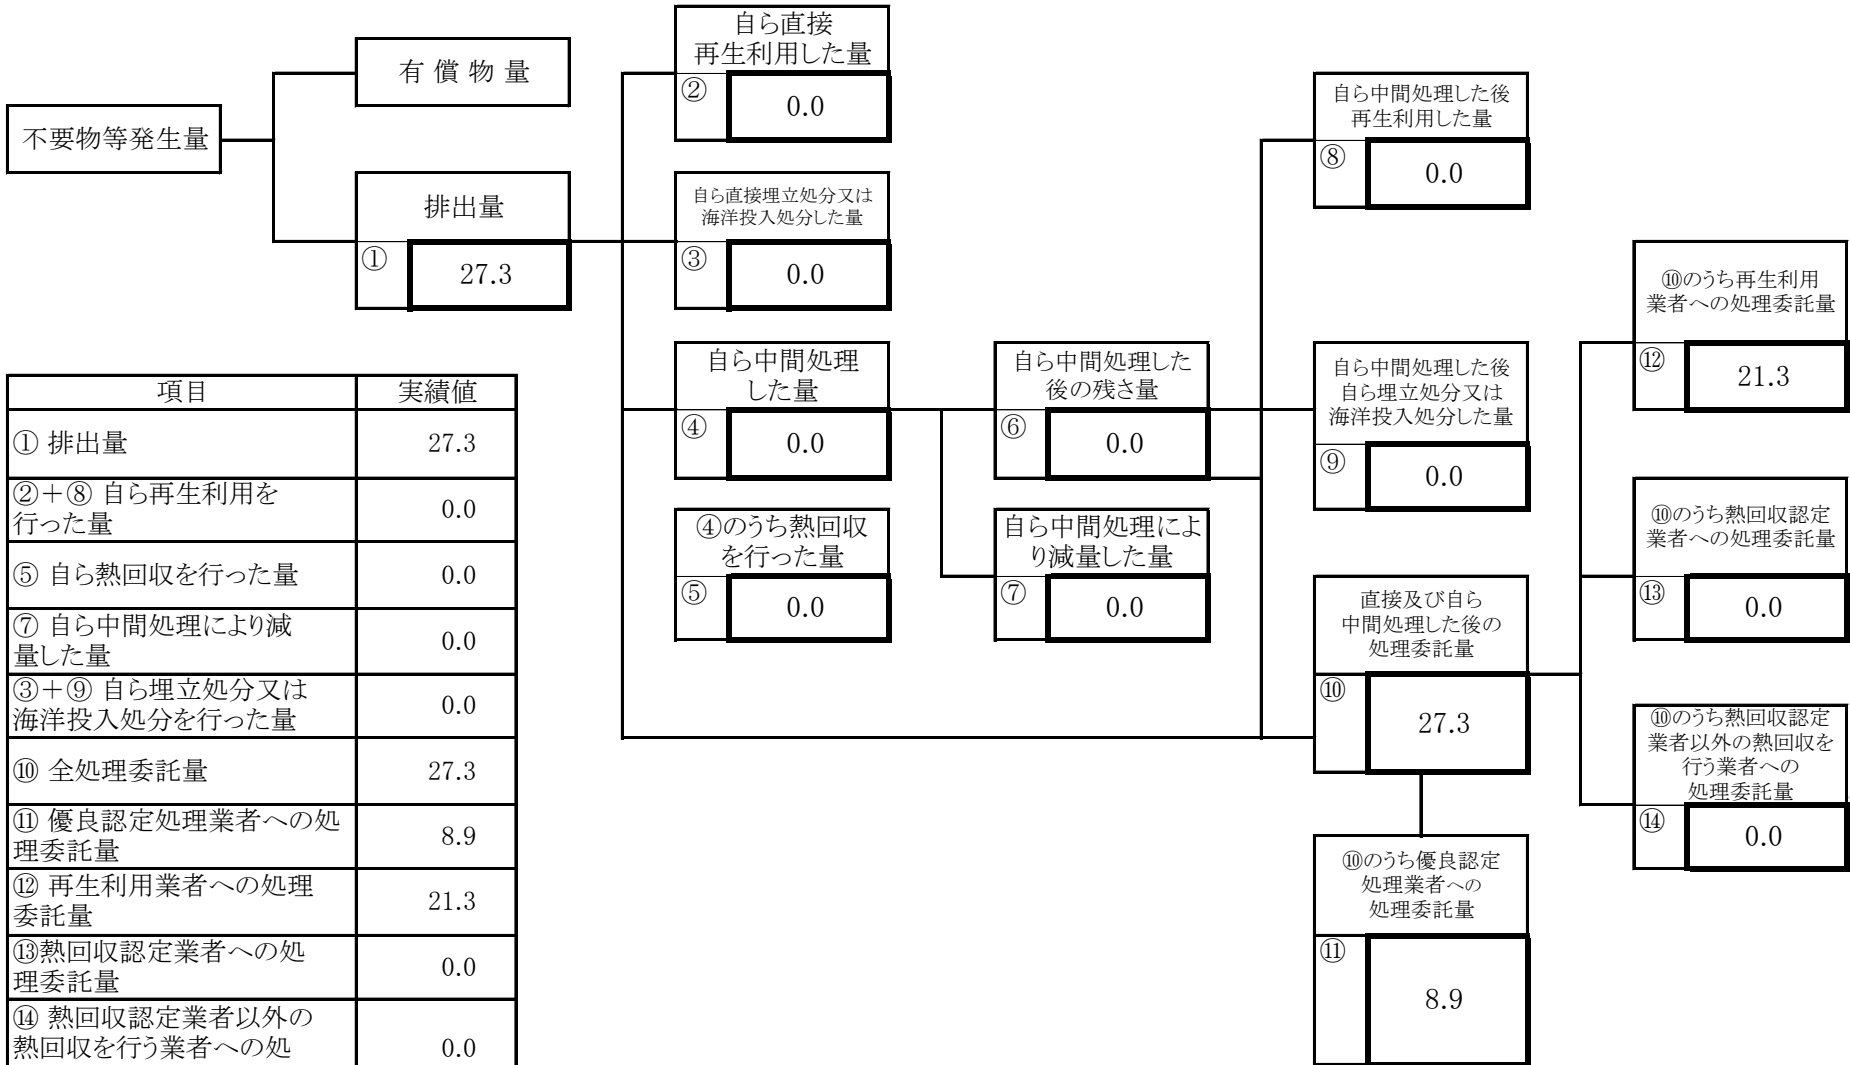 不要物等発生量
有 償 物 量
排出量
①
27.3
自ら直接
再生利用した量
②
0.0
自ら直接埋立処分又は
海洋投入処分した量
③
0.0
自ら中間処理
した量
④
0.0
④のうち熱回収
を行った量
⑤
0.0
自ら中間処理した
後の残さ量
⑥
0.0
自ら中間処理によ
り減量した量
⑦
0.0
自ら中間処理した後
再生利用した量
⑧
0.0
自ら中間処理した後
自ら埋立処分又は
海洋投入処分した量
⑨
0.0
直接及び自ら
中間処理した後の
処理委託量
⑩
27.3
⑩のうち優良認定
処理業者への
処理委託量
⑪
8.9
⑩のうち再生利用
業者への処理委託量
⑫
21.3
⑩のうち熱回収認定
業者への処理委託量
⑬
0.0
⑩のうち熱回収認定
業者以外の熱回収を
行う業者への
処理委託量
⑭
0.0
項目 実績値
① 排出量 27.3
②＋⑧ 自ら再生利用を
行った量 0.0
⑤ 自ら熱回収を行った量 0.0
⑦ 自ら中間処理により減
量した量 0.0
③＋⑨ 自ら埋立処分又は
海洋投入処分を行った量 0.0
⑩ 全処理委託量 27.3
⑪ 優良認定処理業者への処
理委託量 8.9
⑫ 再生利用業者への処理
委託量 21.3
⑬熱回収認定業者への処
理委託量 0.0
⑭ 熱回収認定業者以外の
熱回収を行う業者への処 0.0